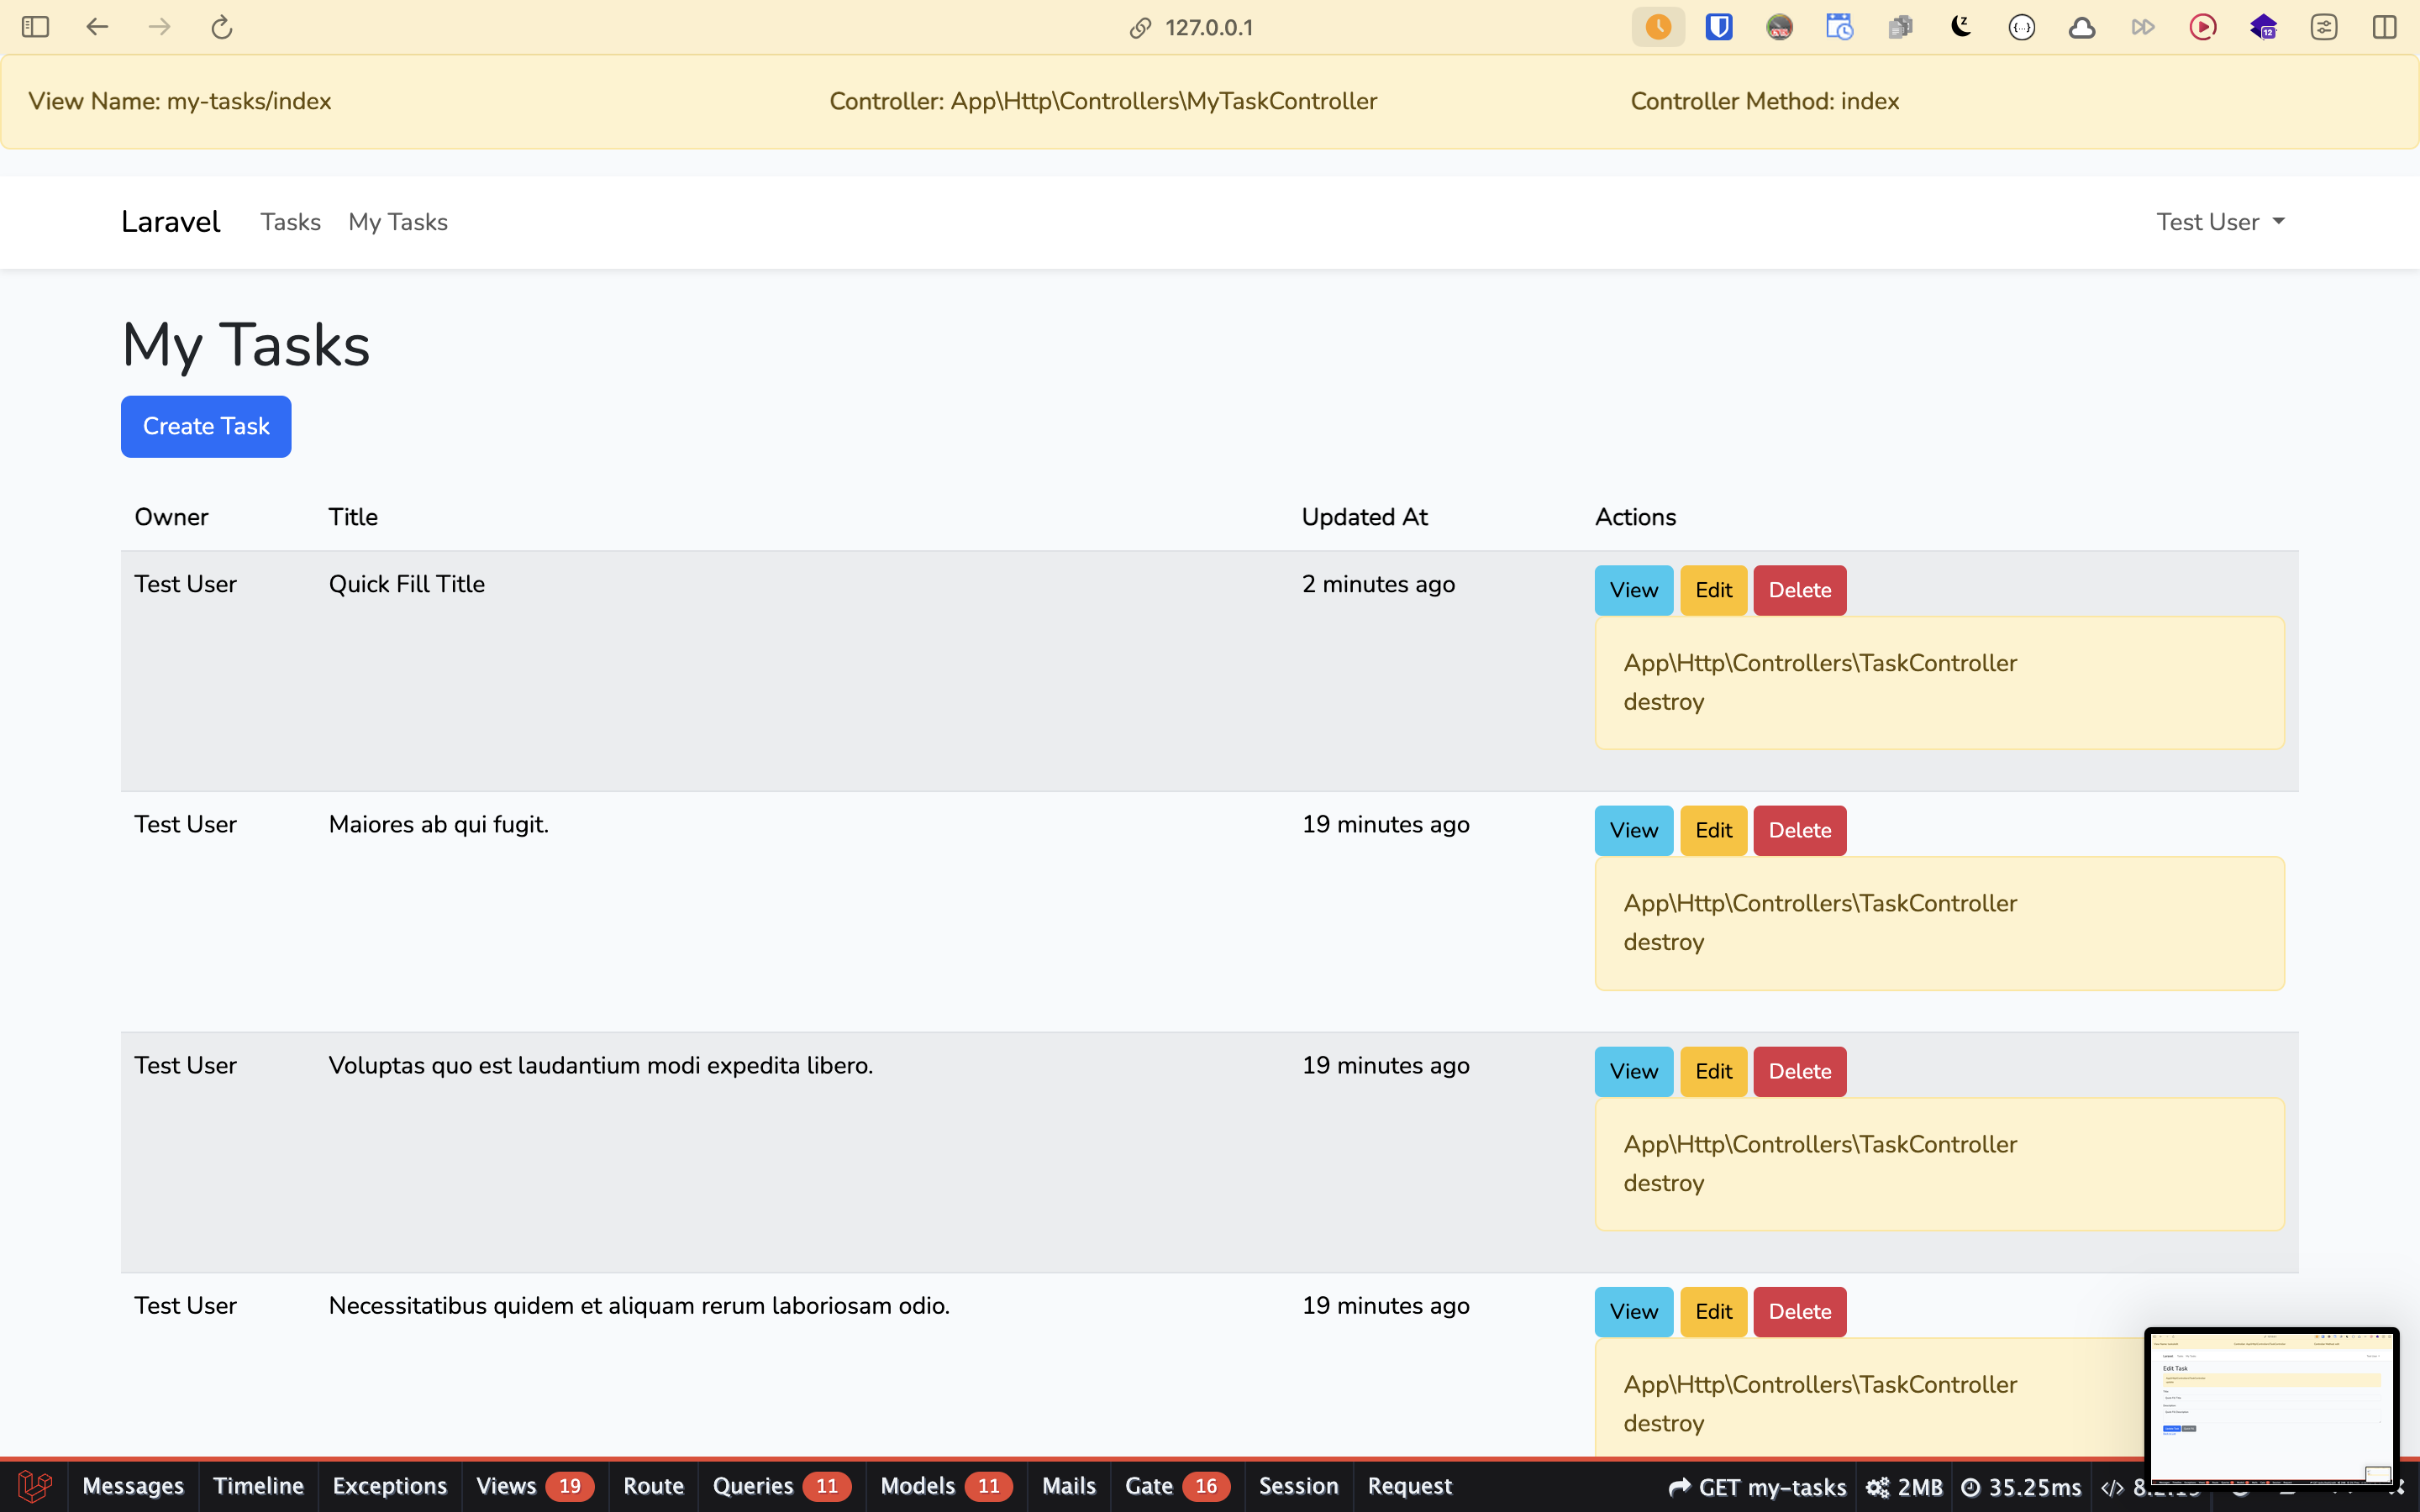 127.0.0.1
12
View Name: my-tasks/index Controller: App\Http\Controllers\MyTaskController Controller Method: index
Laravel Tasks My Tasks Test User
My Tasks
Create Task
Owner Title Updated At Actions
Test User Quick Fill Title 2 minutes ago View Edit Delete
App\Http\Controllers\TaskController
destroy
Test User Maiores ab qui fugit. 19 minutes ago View Edit Delete
App\Http\Controllers\TaskController
destroy
Test User Voluptas quo est laudantium modi expedita libero. 19 minutes ago View Edit Delete
App\Http\Controllers\TaskController
destroy
Test User Necessitatibus quidem et aliquam rerum laboriosam odio. 19 minutes ago View Edit Delete
App\Http\Controllers\TaskController
destroy
Edit Task
Messages Timeline Exceptions Views 19 Route Queries 11 Models 11 Mails Gate 16 Session Request GET my-tasks 2MB 35.25ms